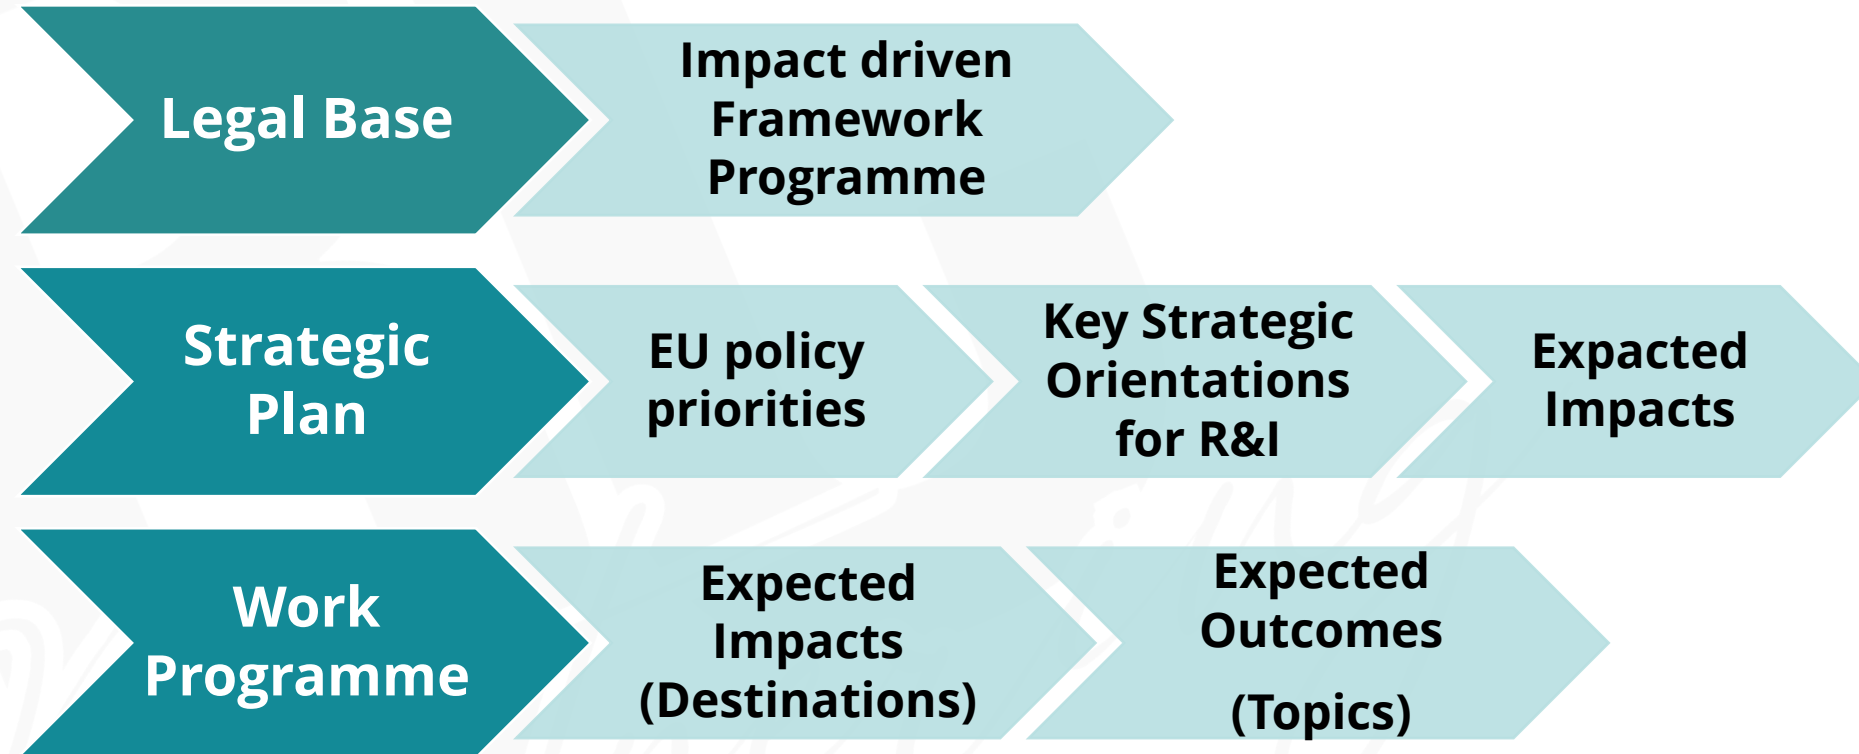 Legal Base
Impact driven
Framework
Programme
Strategic
Plan
EU policy
priorities
Key Strategic
Orientations
for R&I
Expacted
Impacts
Work
Programme
Expected
Impacts
(Destinations)
Expected
Outcomes
(Topics)